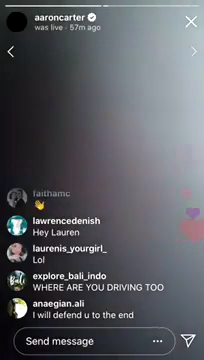 aaroncarter
was live · 57m ago
faithamc
👋
lawrencedenish
Hey Lauren
laurenis_yourgirl_
Lol
explore_bali_indo
WHERE ARE YOU DRIVING TOO
anaegian.ali
I will defend u to the end
Send message